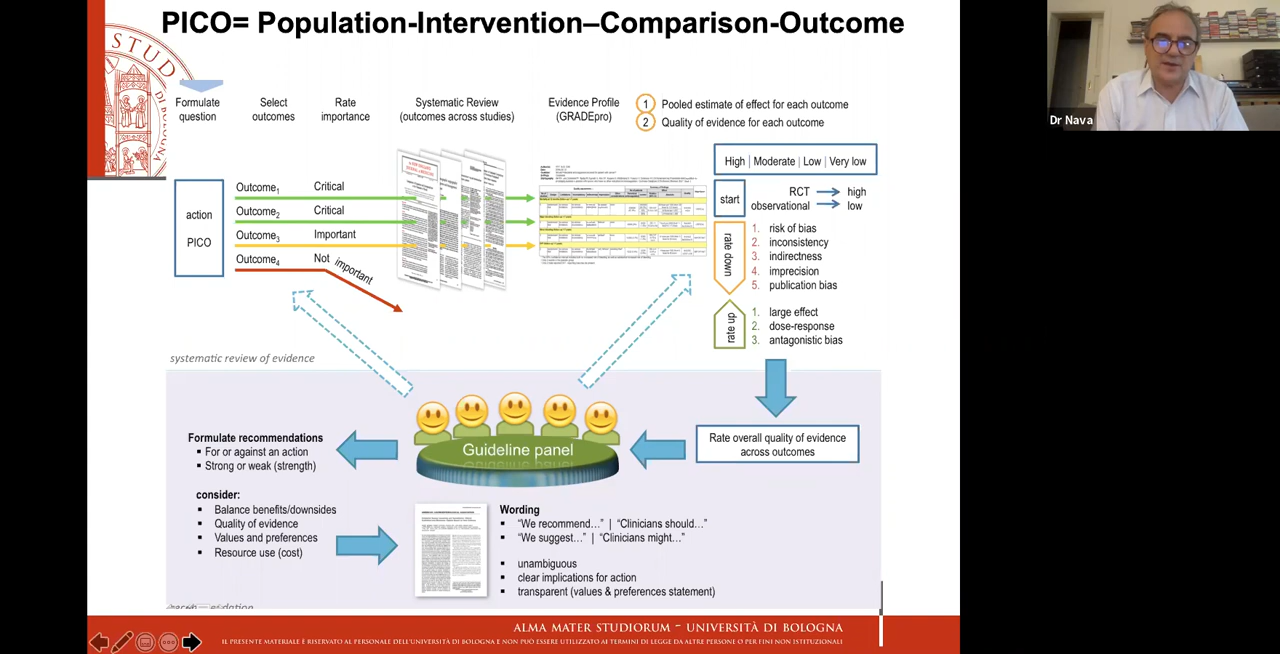 PICO= Population-Intervention–Comparison-Outcome
STUD
DI BOLOGNA
Dr Nava
Formulate question
Select outcomes
Rate importance
Systematic Review
(outcomes across studies)
Evidence Profile
(GRADEpro)
1 Pooled estimate of effect for each outcome
2 Quality of evidence for each outcome
High | Moderate | Low | Very low
action
PICO
Outcome1 Critical
Outcome2 Critical
Outcome3 Important
Outcome4 Not important
start
RCT high
observational low
rate down
1. risk of bias
2. inconsistency
3. indirectness
4. imprecision
5. publication bias
rate up
1. large effect
2. dose-response
3. antagonistic bias
systematic review of evidence
Guideline panel
Rate overall quality of evidence
across outcomes
Formulate recommendations
▪ For or against an action
▪ Strong or weak (strength)
consider:
▪ Balance benefits/downsides
▪ Quality of evidence
▪ Values and preferences
▪ Resource use (cost)
Wording
▪ “We recommend…” | “Clinicians should…”
▪ “We suggest…” | “Clinicians might…”
▪ unambiguous
▪ clear implications for action
▪ transparent (values & preferences statement)
ALMA MATER STUDIORUM ~ UNIVERSITÀ DI BOLOGNA
IL PRESENTE MATERIALE È RISERVATO AL PERSONALE DELL'UNIVERSITÀ DI BOLOGNA E NON PUÒ ESSERE UTILIZZATO AI TERMINI DI LEGGE DA ALTRE PERSONE O PER FINI NON ISTITUZIONALI